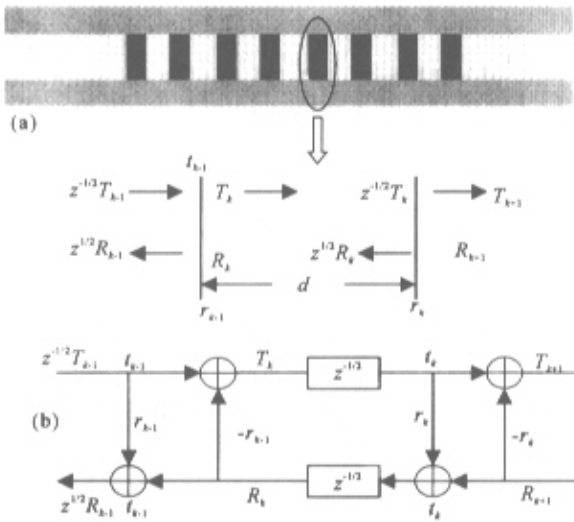 (a)
t_{k-1}
z^{-1/2}T_{k-1} T_k z^{-1/2}T_k T_{k+1}
z^{1/2}R_{k-1} R_k z^{1/2}R_k R_{k+1}
d
r_{k-1} r_k
z^{-1/2}T_{k-1} t_{k-1} T_k z^{-1/2} t_k T_{k+1}
(b) r_{k-1} -r_{k-1} r_k -r_k
z^{1/2}R_{k-1} t_{k-1} R_k z^{-1/2} t_k R_{k+1}